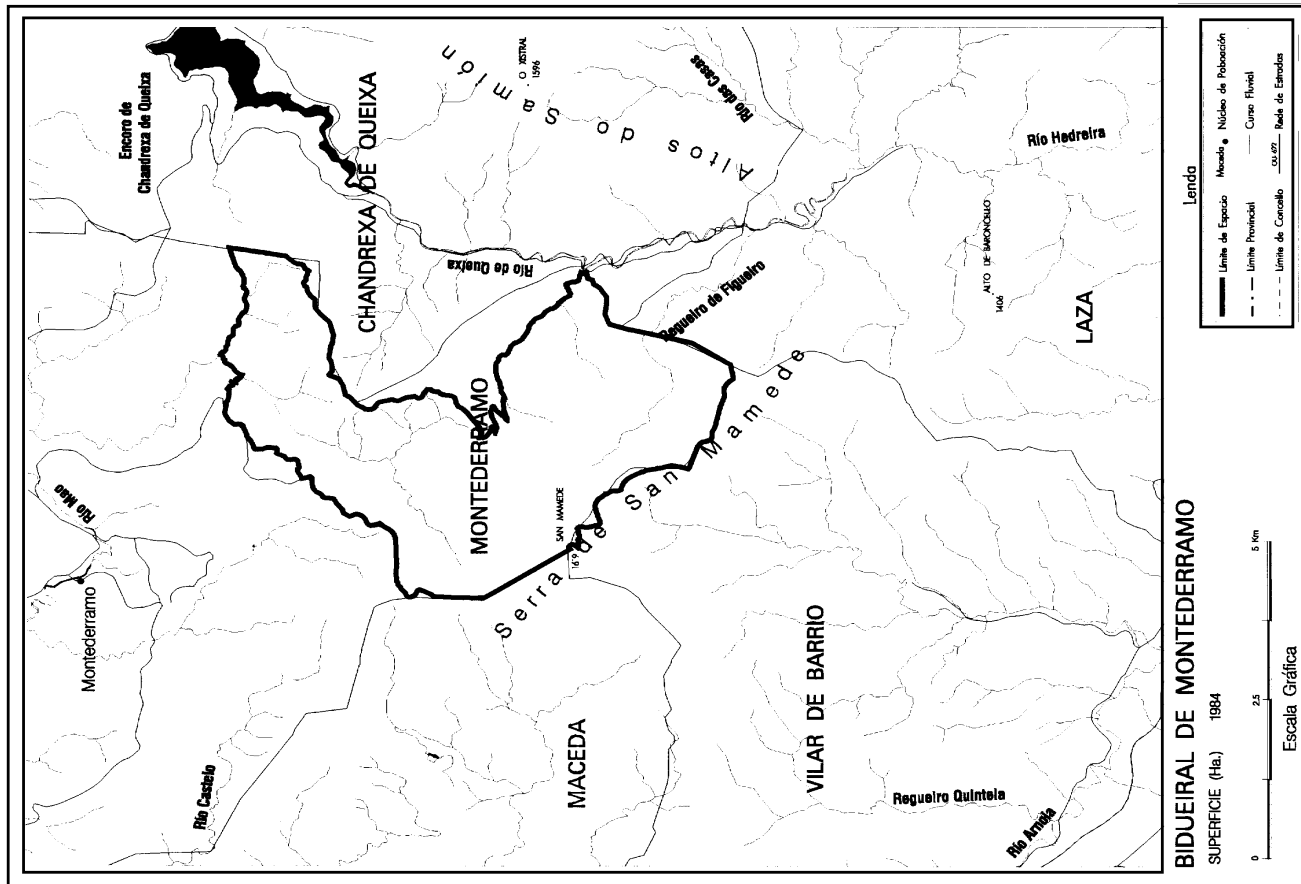 Encoro de
Chandrexa de Queixa
CHANDREXA DE QUEIXA
Altos do Samión
O XISTRAL
1596
Río das Casas
Río Mao
Montederramo
Río de Queixa
Río Hedreira
MONTEDERRAMO
Regueiro de Figueiro
ALTO DE BARONCELLO
1406
LAZA
SAN MAMEDE
Serra de San Mamede
Río Castelo
MACEDA
VILAR DE BARRIO
Regueiro Quintela
Río Arnoia
BIDUEIRAL DE MONTEDERRAMO
SUPERFICIE (Ha.) 1984
0 2.5 5 Km
Escala Gráfica
Lenda
Límite de Espacio
Límite Provincial
Límite de Concello
Maceda Núcleo de Poboación
Curso Fluvial
Rede de Estradas